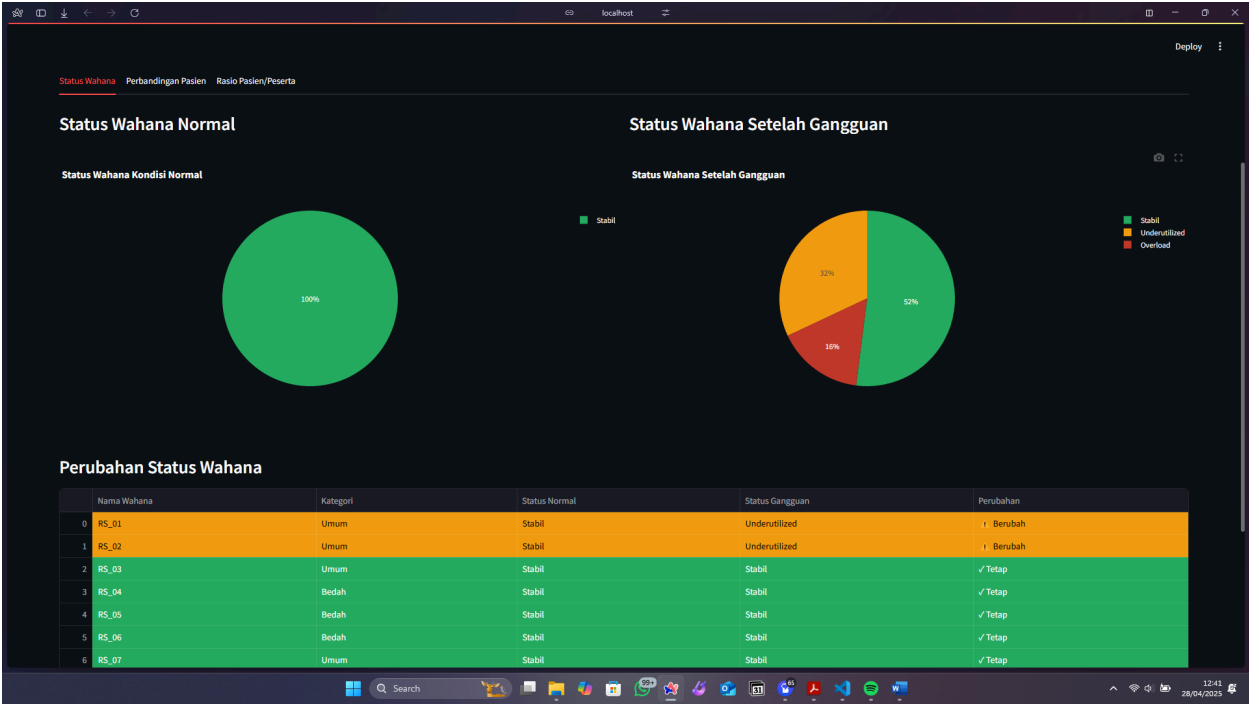 localhost
Deploy
Status Wahana Perbandingan Pasien Rasio Pasien/Peserta
Status Wahana Normal
Status Wahana Kondisi Normal
Stabil
100%
Status Wahana Setelah Gangguan
Status Wahana Setelah Gangguan
Stabil
Underutilized
Overload
32%
52%
16%
Perubahan Status Wahana
Nama Wahana Kategori Status Normal Status Gangguan Perubahan
0 RS_01 Umum Stabil Underutilized Berubah
1 RS_02 Umum Stabil Underutilized Berubah
2 RS_03 Umum Stabil Stabil ✓ Tetap
3 RS_04 Bedah Stabil Stabil ✓ Tetap
4 RS_05 Bedah Stabil Stabil ✓ Tetap
5 RS_06 Bedah Stabil Stabil ✓ Tetap
6 RS_07 Umum Stabil Stabil ✓ Tetap
Search
99+
31
65
12:41
28/04/2025